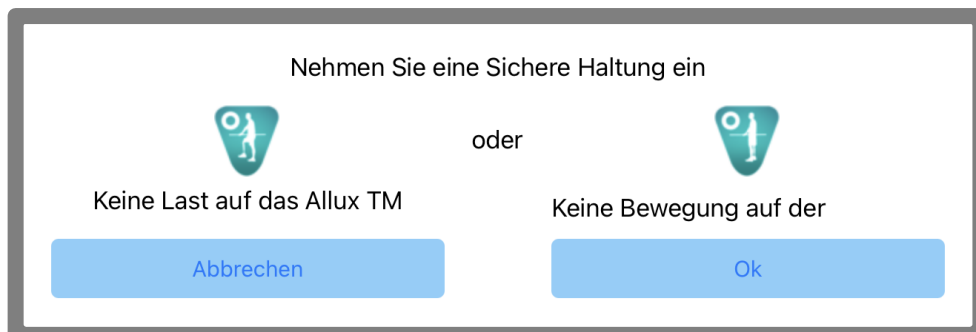 Nehmen Sie eine Sichere Haltung ein
oder
Keine Last auf das Allux TM
Keine Bewegung auf der
Abbrechen
Ok